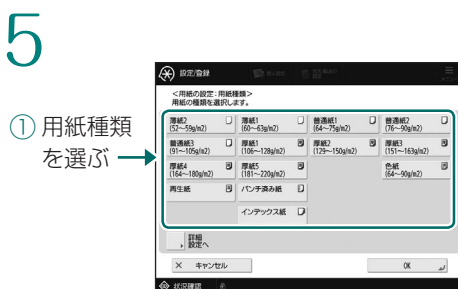 5
① 用紙種類
を選ぶ
設定/登録
<用紙の設定:用紙種類>
用紙の種類を選択します。
薄紙2 薄紙1 普通紙1 普通紙2
(52~59g/m2) (60~63g/m2) (64~75g/m2) (76~90g/m2)
普通紙3 厚紙1 厚紙2 厚紙3
(91~105g/m2) (106~128g/m2) (129~150g/m2) (151~163g/m2)
厚紙4 厚紙5 色紙
(164~180g/m2) (181~220g/m2) (64~90g/m2)
再生紙 パンチ済み紙
インデックス紙
詳細
設定へ
× キャンセル OK
状況確認